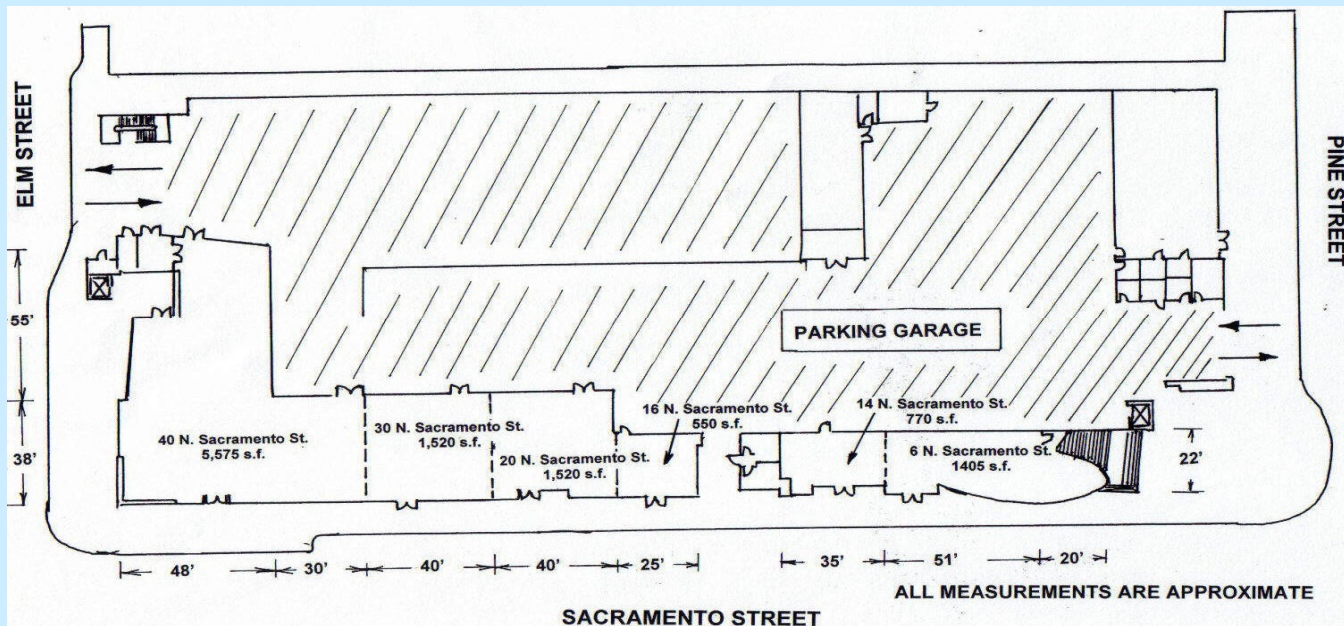 ELM STREET
PINE STREET
PARKING GARAGE
55'
38'
40 N. Sacramento St.
5,575 s.f.
30 N. Sacramento St.
1,520 s.f.
20 N. Sacramento St.
1,520 s.f.
16 N. Sacramento St.
550 s.f.
14 N. Sacramento St.
770 s.f.
6 N. Sacramento St.
1405 s.f.
22'
48'
30'
40'
40'
25'
35'
51'
20'
ALL MEASUREMENTS ARE APPROXIMATE
SACRAMENTO STREET